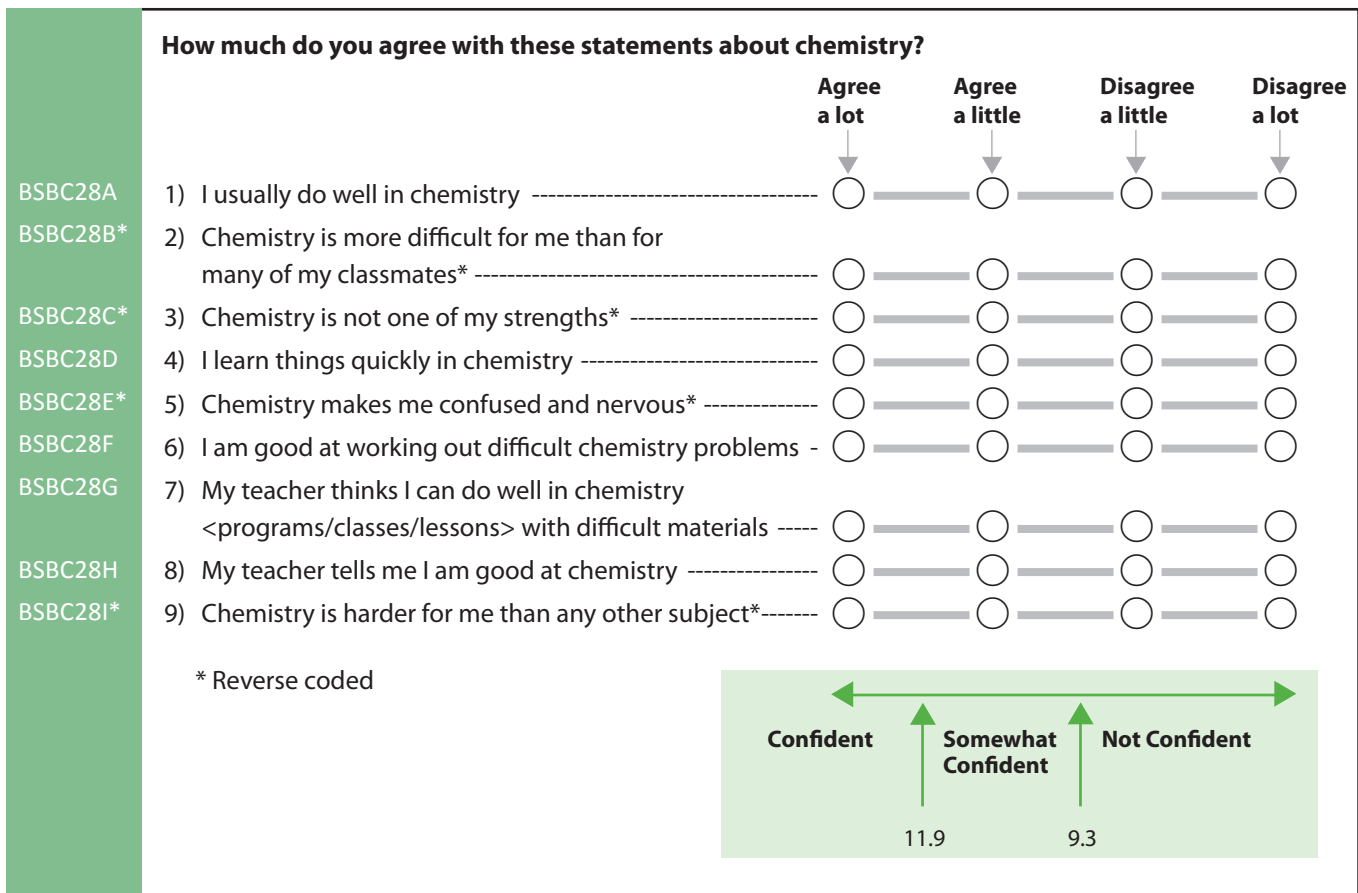 How much do you agree with these statements about chemistry?
Agree a lot
Agree a little
Disagree a little
Disagree a lot
BSBC28A 1) I usually do well in chemistry
BSBC28B* 2) Chemistry is more difficult for me than for
many of my classmates*
BSBC28C* 3) Chemistry is not one of my strengths*
BSBC28D 4) I learn things quickly in chemistry
BSBC28E* 5) Chemistry makes me confused and nervous*
BSBC28F 6) I am good at working out difficult chemistry problems
BSBC28G 7) My teacher thinks I can do well in chemistry
<programs/classes/lessons> with difficult materials
BSBC28H 8) My teacher tells me I am good at chemistry
BSBC28I* 9) Chemistry is harder for me than any other subject*
* Reverse coded
Confident
Somewhat
Confident
Not Confident
11.9 9.3